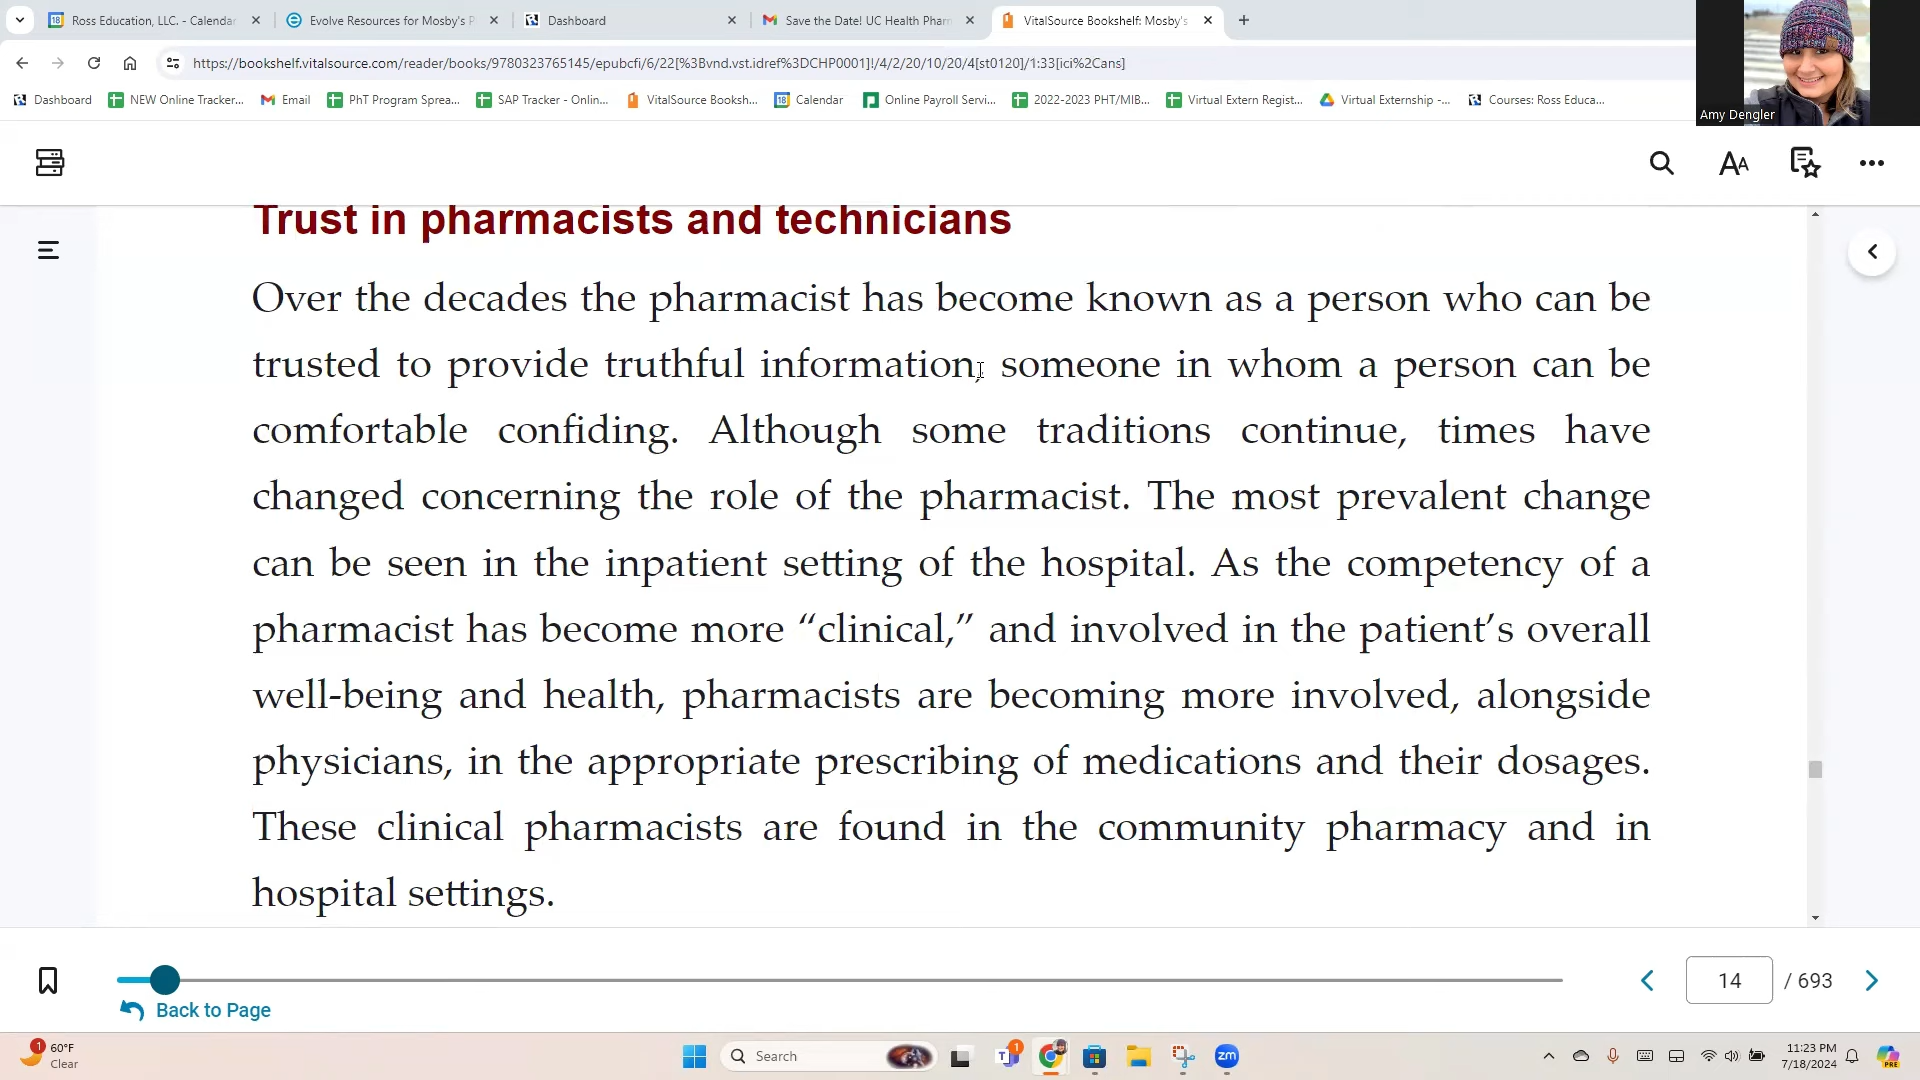 Ross Education, LLC. - Calendar
Evolve Resources for Mosby's P
Dashboard
Save the Date! UC Health Pharm
VitalSource Bookshelf: Mosby's
https://bookshelf.vitalsource.com/reader/books/9780323765145/epubcfi/6/22[%3Bvnd.vst.idref%3DCHP0001]!/4/2/20/10/20/4[st0120]/1:33[ici%2Cans]
Dashboard
NEW Online Tracker...
Email
PhT Program Sprea...
SAP Tracker - Onlin...
VitalSource Booksh...
18 Calendar
Online Payroll Servi...
2022-2023 PHT/MIB...
Virtual Extern Regist...
Virtual Externship -...
Courses: Ross Educa...
Amy Dengler
AA
Trust in pharmacists and technicians
Over the decades the pharmacist has become known as a person who can be
trusted to provide truthful information, someone in whom a person can be
comfortable confiding. Although some traditions continue, times have
changed concerning the role of the pharmacist. The most prevalent change
can be seen in the inpatient setting of the hospital. As the competency of a
pharmacist has become more “clinical,” and involved in the patient’s overall
well-being and health, pharmacists are becoming more involved, alongside
physicians, in the appropriate prescribing of medications and their dosages.
These clinical pharmacists are found in the community pharmacy and in
hospital settings.
14 / 693
Back to Page
1
60°F
Clear
Search
1
zm
11:23 PM
7/18/2024
PRE